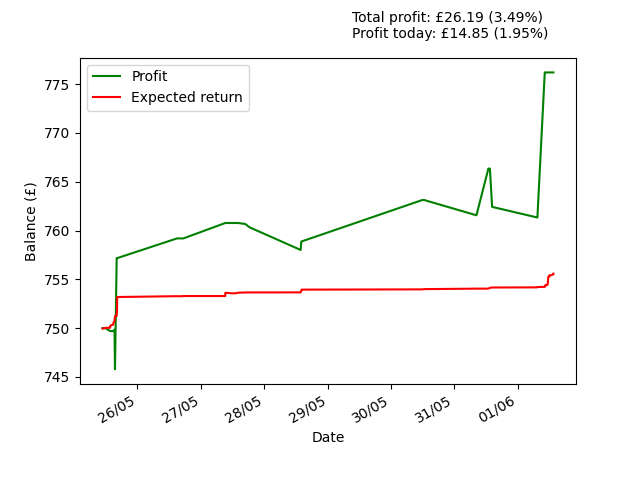 Total profit: £26.19 (3.49%)
Profit today: £14.85 (1.95%)
Profit
Expected return
775
770
765
760
755
750
745
Balance (£)
26/05
27/05
28/05
29/05
30/05
31/05
01/06
Date